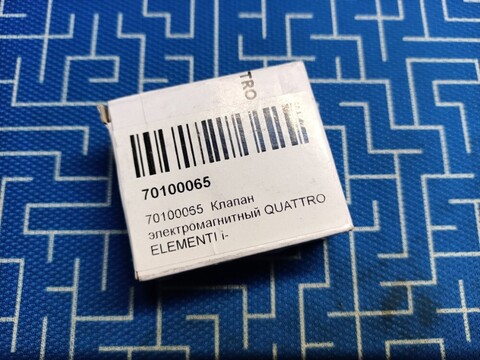 TRO
70100065
70100065 Клапан
электромагнитный QUATTRO
ELEMENTI i-